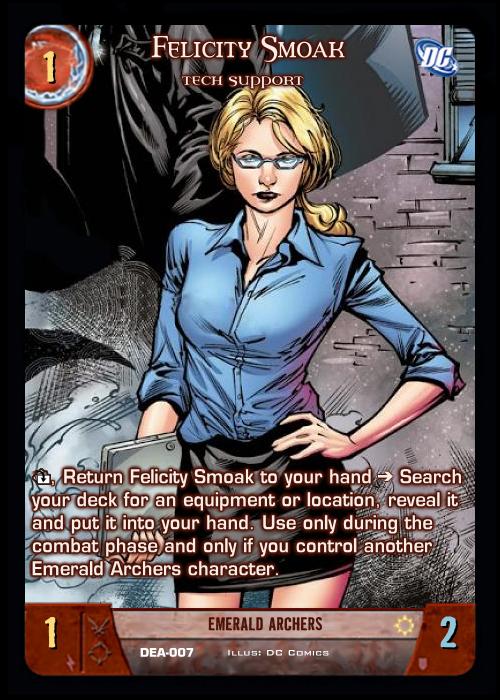 1
FELICITY SMOAK
DC
TECH SUPPORT
, Return Felicity Smoak to your hand → Search
your deck for an equipment or location, reveal it
and put it into your hand. Use only during the
combat phase and only if you control another
Emerald Archers character.
1
EMERALD ARCHERS
2
DEA-007 ILLUS: DC COMICS